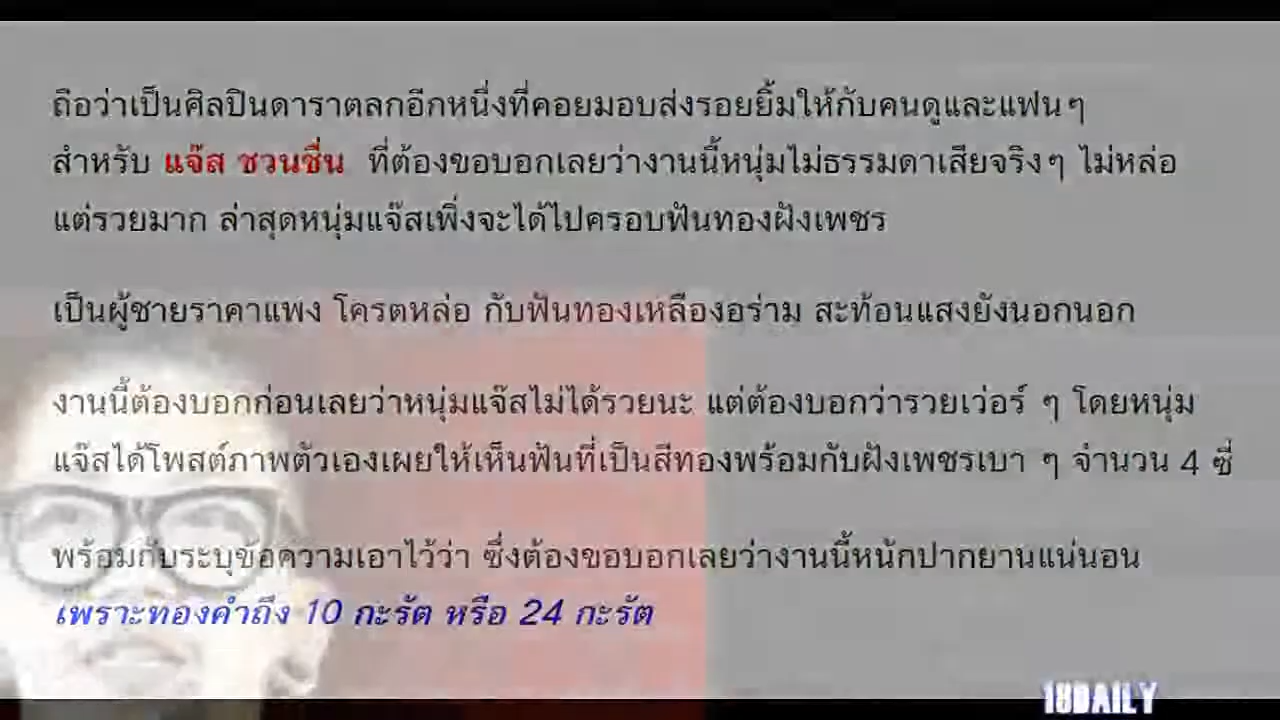 ถือว่าเป็นศิลปินดาราตลกอีกหนึ่งที่คอยมอบส่งรอยยิ้มให้กับคนดูและแฟนๆ
สำหรับ แจ๊ส ชวนชื่น ที่ต้องขอบอกเลยว่างานนี้หนุ่มไม่ธรรมดาเสียจริงๆ ไม่หล่อ
แต่รวยมาก ล่าสุดหนุ่มแจ๊สเพิ่งจะได้ไปครอบฟันทองฝังเพชร
เป็นผู้ชายราคาแพง โครตหล่อ กับฟันทองเหลืองอร่าม สะท้อนแสงยังนอกนอก
งานนี้ต้องบอกก่อนเลยว่าหนุ่มแจ๊สไม่ได้รวยนะ แต่ต้องบอกว่ารวยเว่อร์ ๆ โดยหนุ่ม
แจ๊สได้โพสต์ภาพตัวเองเผยให้เห็นฟันที่เป็นสีทองพร้อมกับฝังเพชรเบา ๆ จำนวน 4 ซี่
พร้อมกับระบุข้อความเอาไว้ว่า ซึ่งต้องขอบอกเลยว่างานนี้หนักปากยานแน่นอน
เพราะทองคำถึง 10 กะรัต หรือ 24 กะรัต
18DAILY